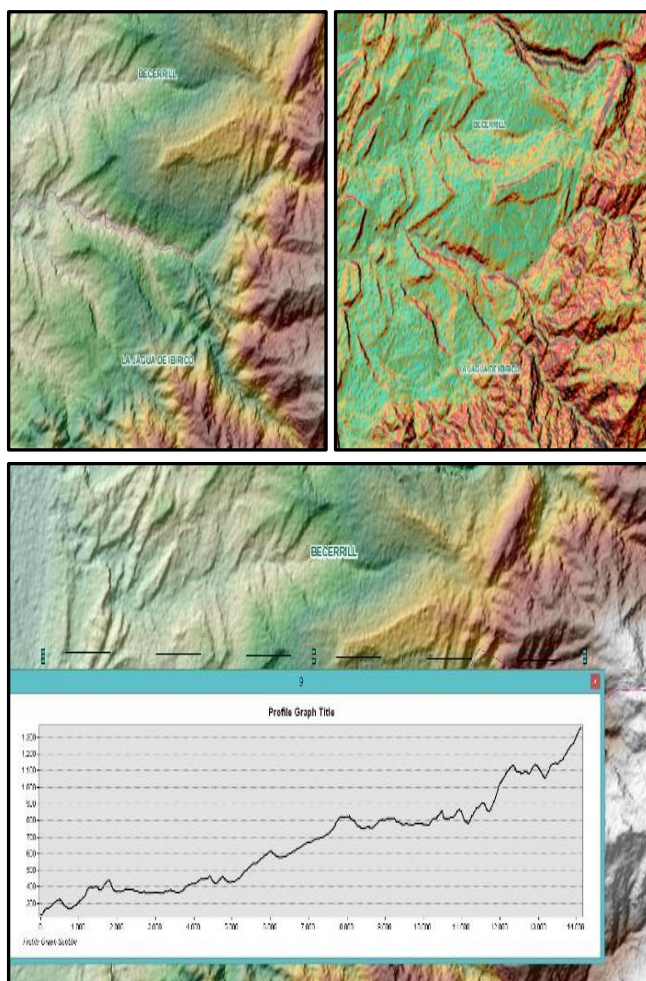 BECERRILL
LA JAGUA DE IBIRICO
BECERRILL
LA JAGUA DE IBIRICO
BECERRILL
9
Profile Graph Title
1.300
1.200
1.100
1.000
900
800
700
600
500
400
300
0 1.000 2.000 3.000 4.000 5.000 6.000 7.000 8.000 9.000 10.000 11.000 12.000 13.000 14.000
Profile Graph Subtitle